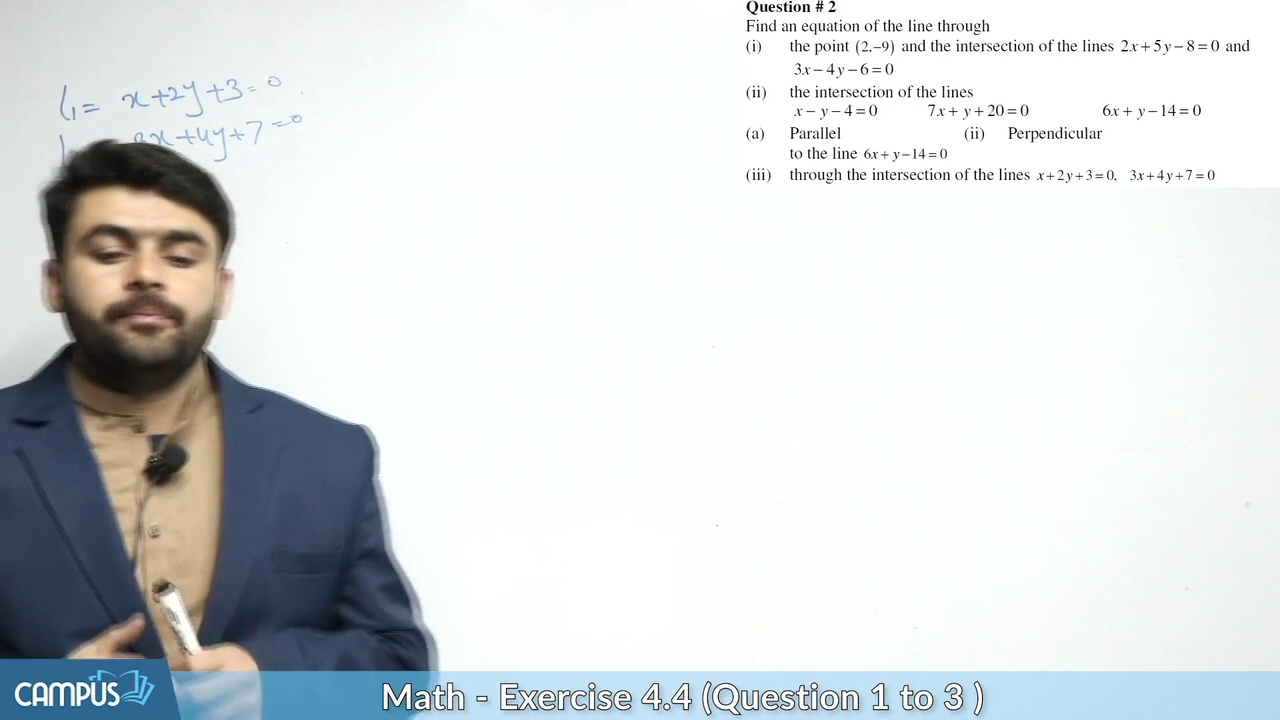 Question # 2
Find an equation of the line through
(i) the point (2,−9) and the intersection of the lines 2x+5y−8=0 and
3x−4y−6=0
(ii) the intersection of the lines
x−y−4=0 7x+y+20=0 6x+y−14=0
(a) Parallel (ii) Perpendicular
to the line 6x+y−14=0
(iii) through the intersection of the lines x+2y+3=0, 3x+4y+7=0
l₁= x+2y+3=0
3x+4y+7=0
CAMPUS
Math - Exercise 4.4 (Question 1 to 3 )